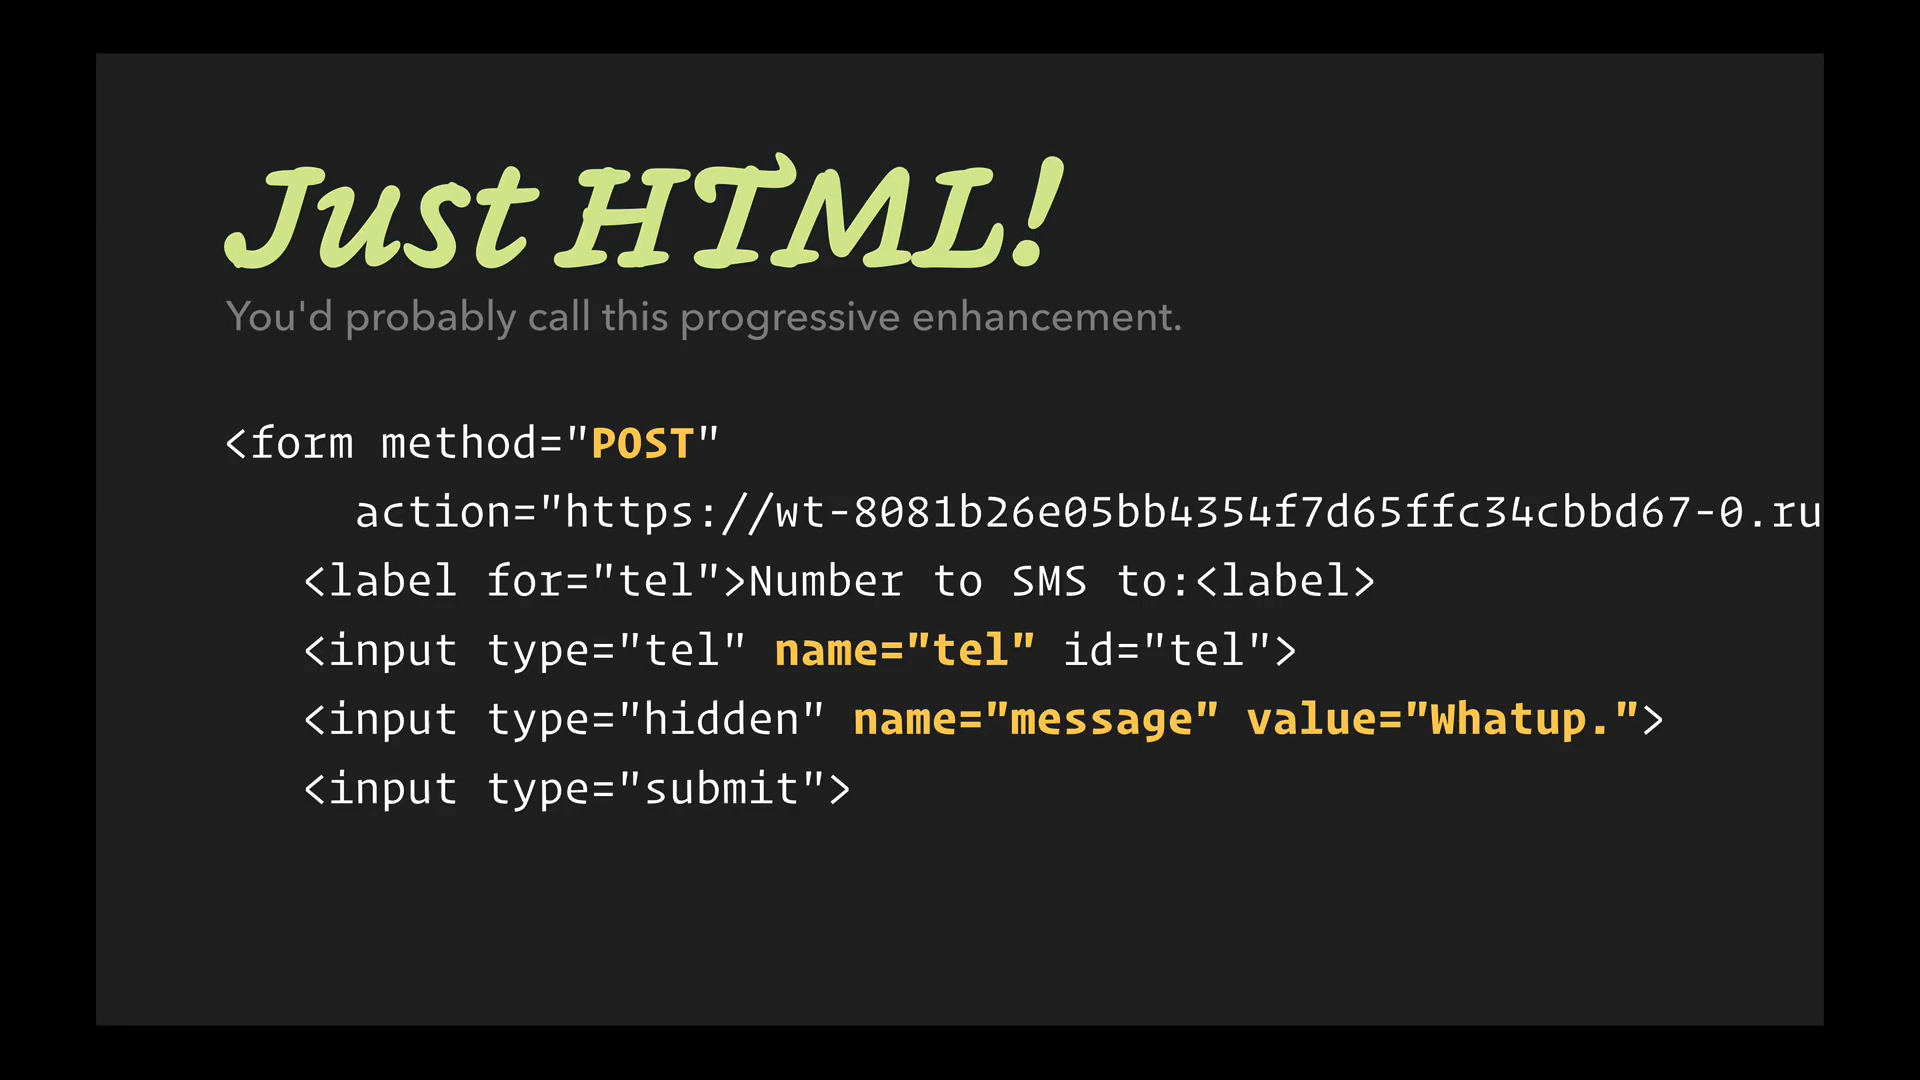 Just HTML!
You'd probably call this progressive enhancement.
<form method="POST"
action="https://wt-8081b26e05bb4354f7d65ffc34cbbd67-0.ru
<label for="tel">Number to SMS to:<label>
<input type="tel" name="tel" id="tel">
<input type="hidden" name="message" value="Whatup.">
<input type="submit">